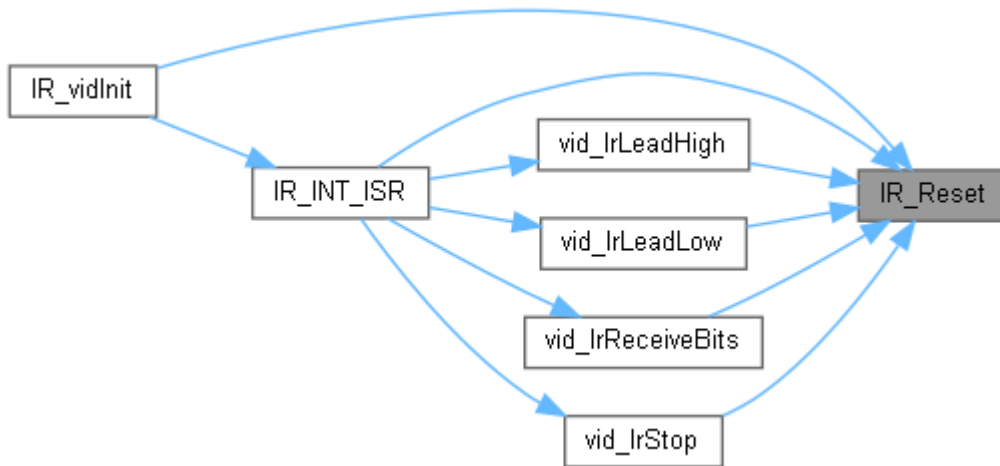 IR_vidInit
IR_INT_ISR
vid_IrLeadHigh
vid_IrLeadLow
vid_IrReceiveBits
vid_IrStop
IR_Reset